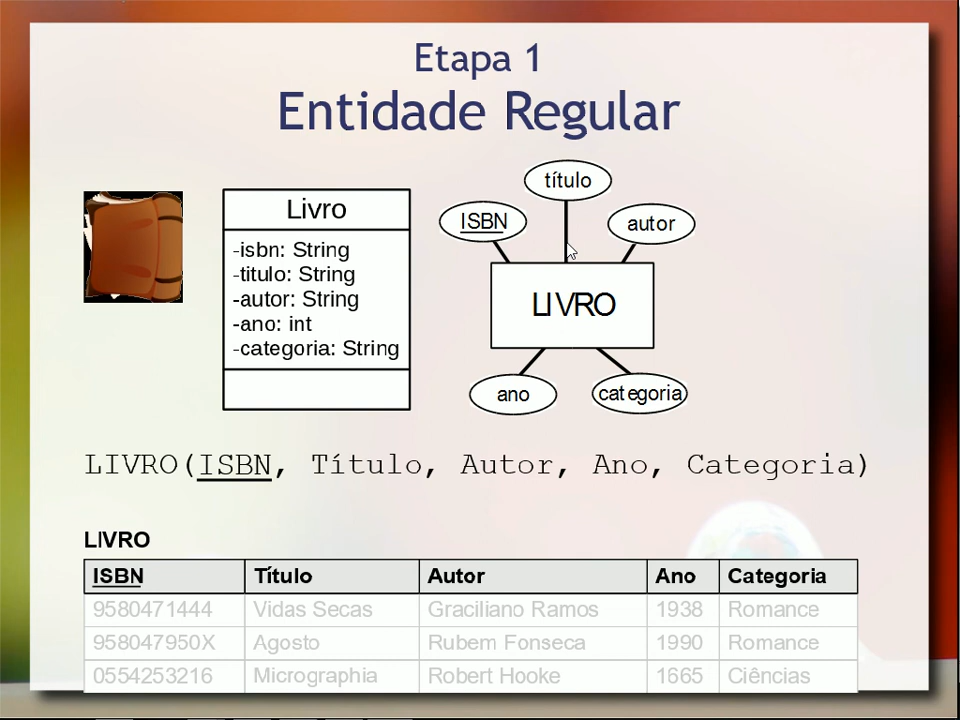 Etapa 1
Entidade Regular
Livro
-isbn: String
-titulo: String
-autor: String
-ano: int
-categoria: String
título
ISBN
autor
LIVRO
ano
categoria
LIVRO(ISBN, Título, Autor, Ano, Categoria)
LIVRO
ISBN Título Autor Ano Categoria
9580471444 Vidas Secas Graciliano Ramos 1938 Romance
958047950X Agosto Rubem Fonseca 1990 Romance
0554253216 Micrographia Robert Hooke 1665 Ciências